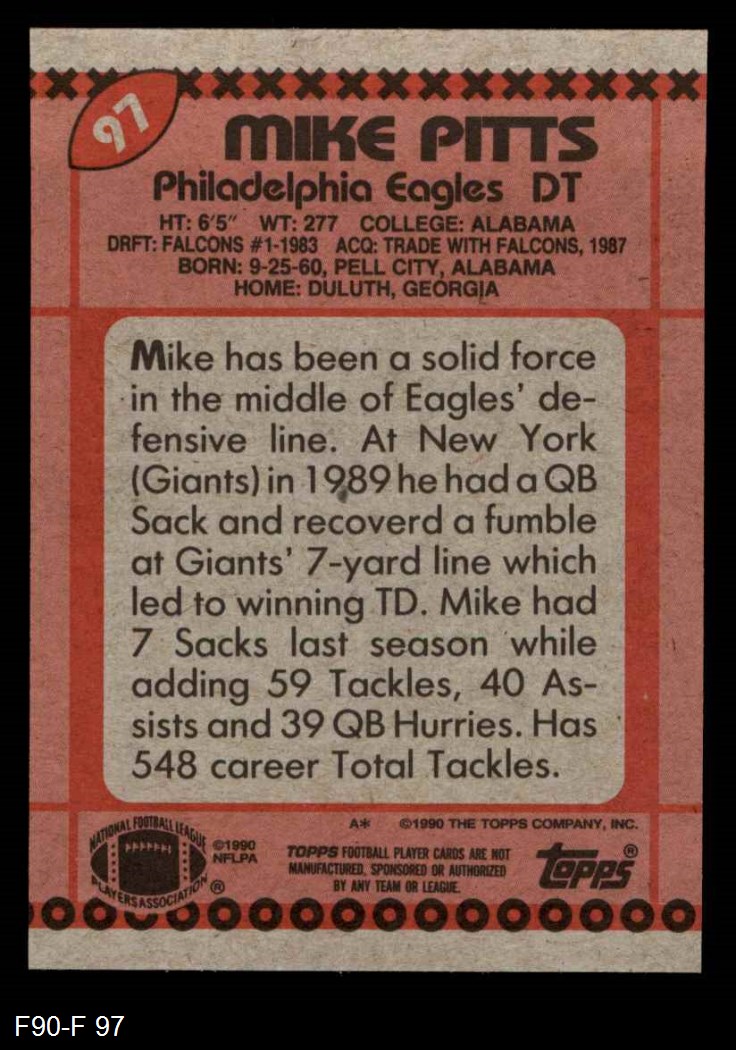 97
MIKE PITTS
Philadelphia Eagles DT
HT: 6'5" WT: 277 COLLEGE: ALABAMA
DRFT: FALCONS #1-1983 ACQ: TRADE WITH FALCONS, 1987
BORN: 9-25-60, PELL CITY, ALABAMA
HOME: DULUTH, GEORGIA
Mike has been a solid force
in the middle of Eagles' de-
fensive line. At New York
(Giants) in 1989 he had a QB
Sack and recoverd a fumble
at Giants' 7-yard line which
led to winning TD. Mike had
7 Sacks last season while
adding 59 Tackles, 40 As-
sists and 39 QB Hurries. Has
548 career Total Tackles.
A* ©1990 THE TOPPS COMPANY, INC.
NATIONAL FOOTBALL LEAGUE
PLAYERS ASSOCIATION ®
©1990
NFLPA
TOPPS FOOTBALL PLAYER CARDS ARE NOT
MANUFACTURED, SPONSORED OR AUTHORIZED
BY ANY TEAM OR LEAGUE.
topps®
F90-F 97